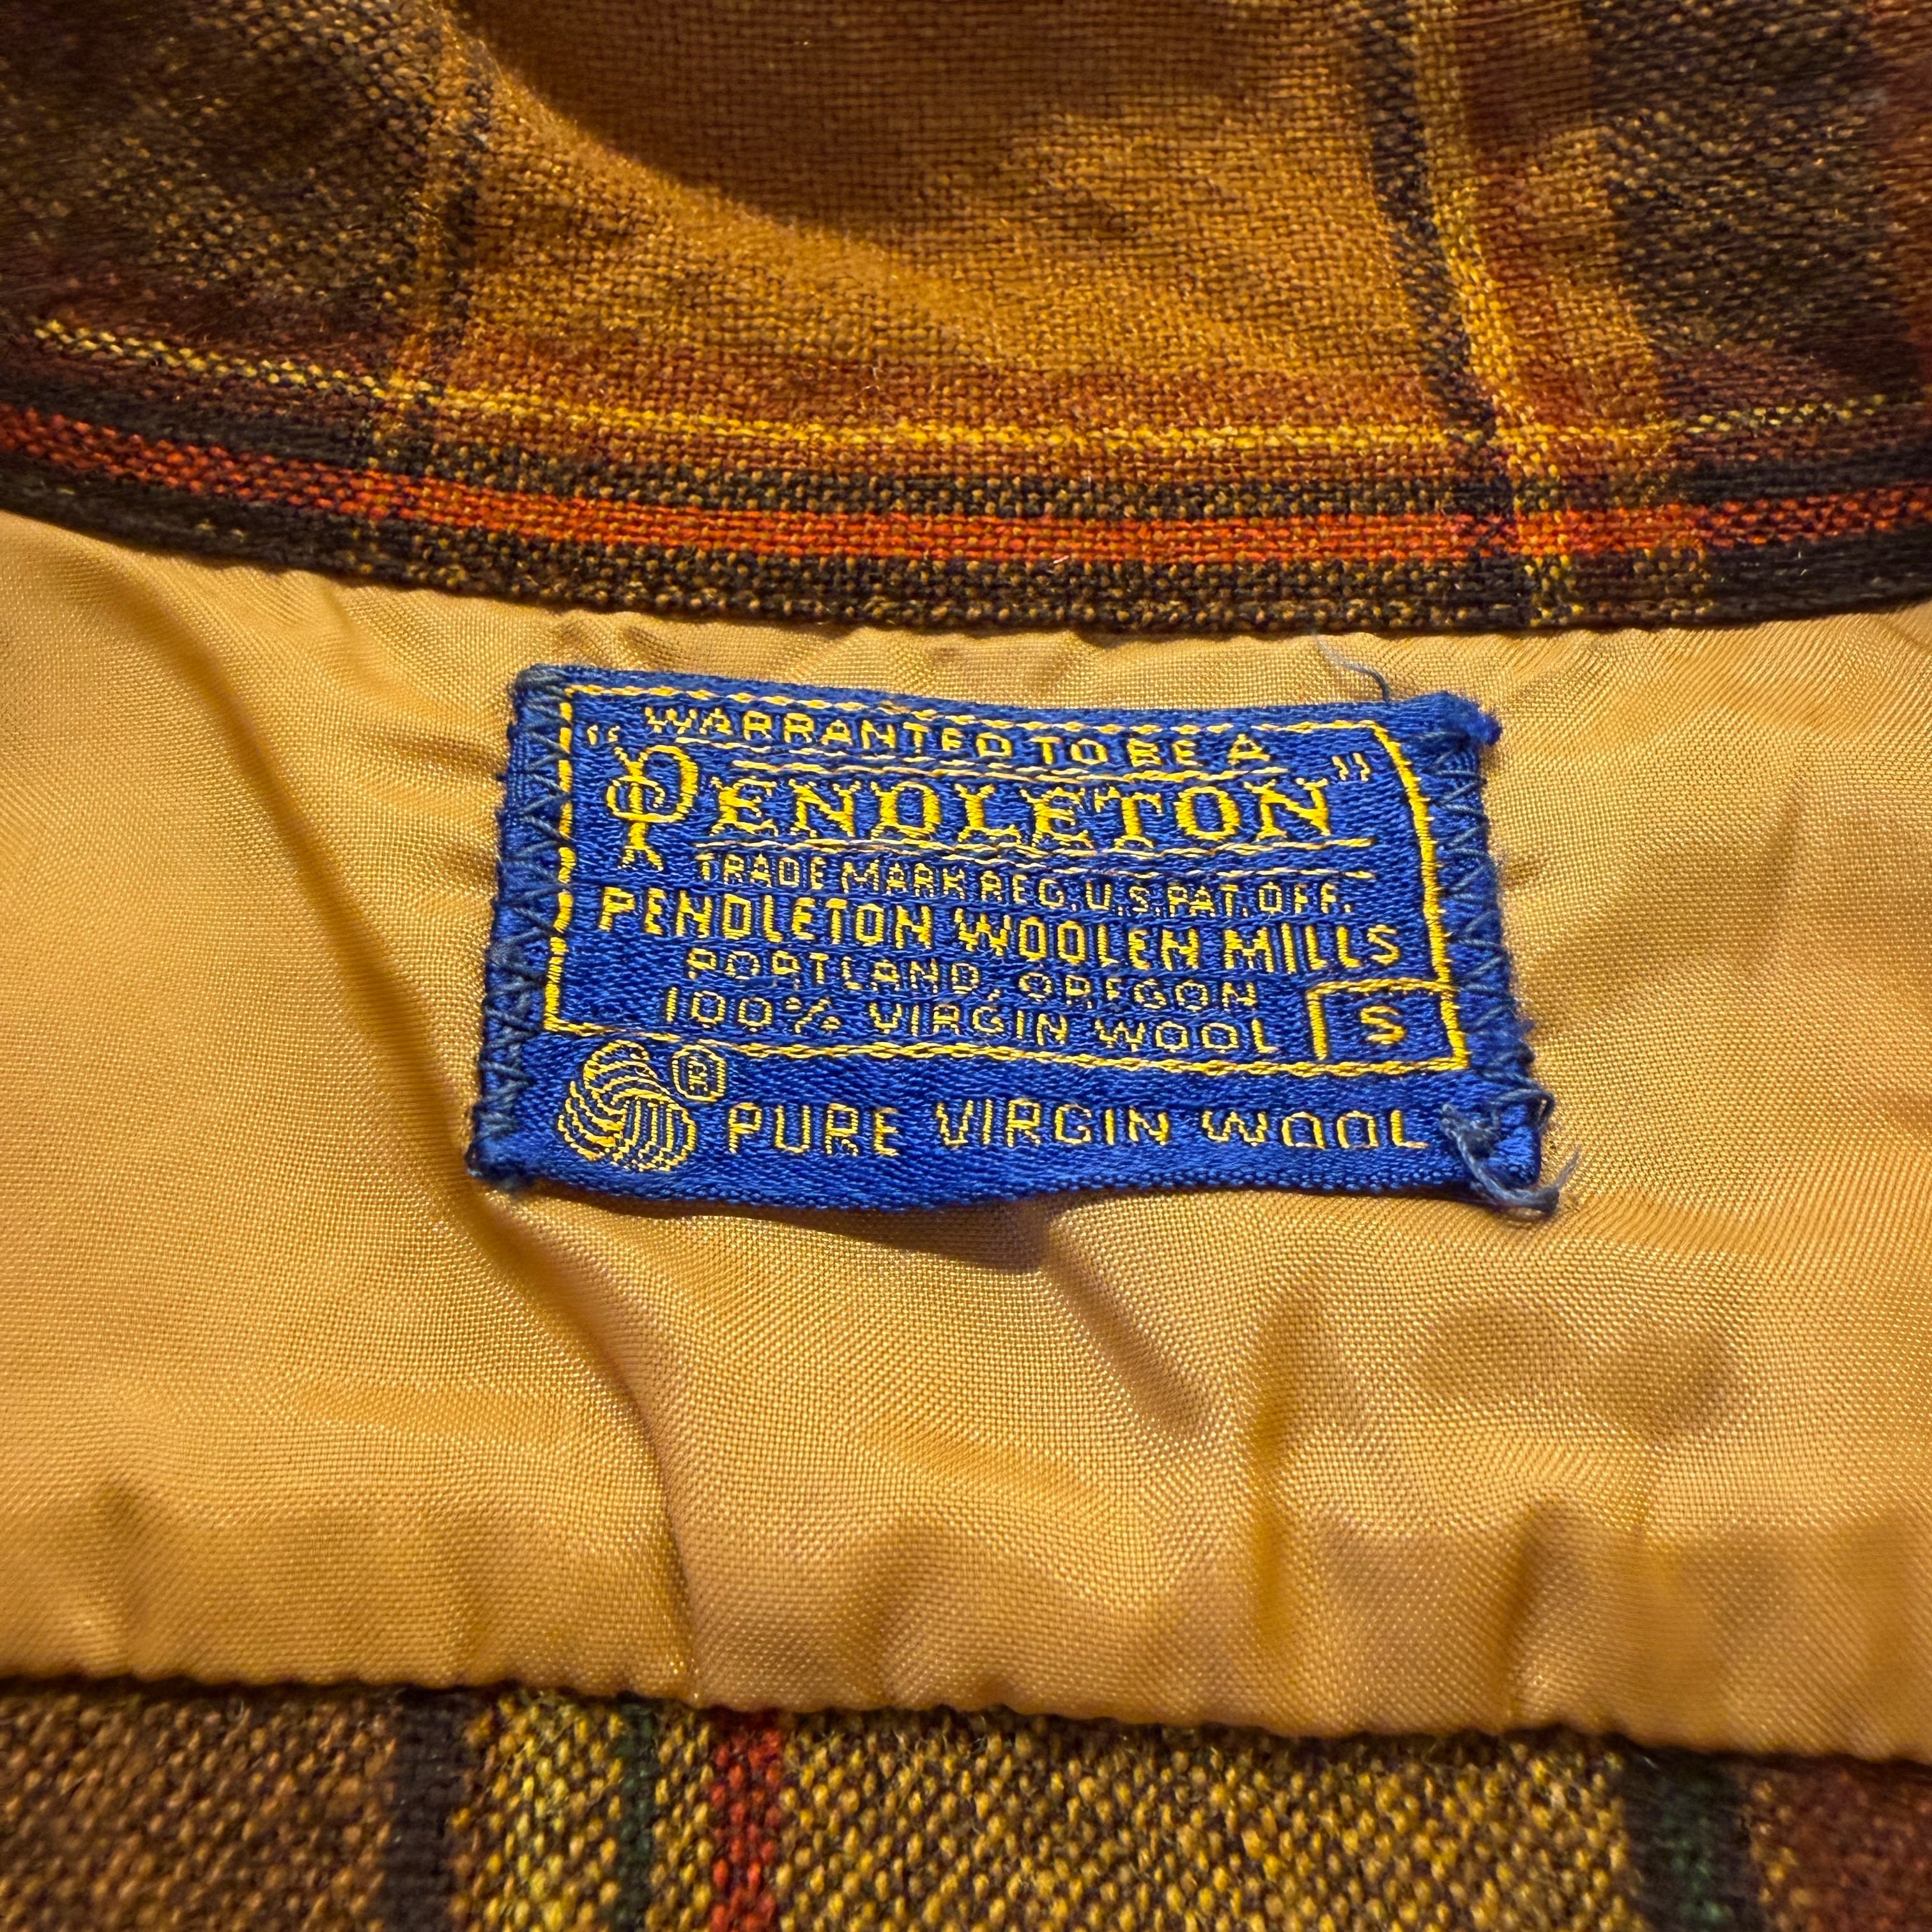 WARRANTED TO BE A
"PENDLETON"
TRADE MARK REG. U.S. PAT. OFF.
PENDLETON WOOLEN MILLS
PORTLAND, OREGON
100% VIRGIN WOOL
S
® PURE VIRGIN WOOL